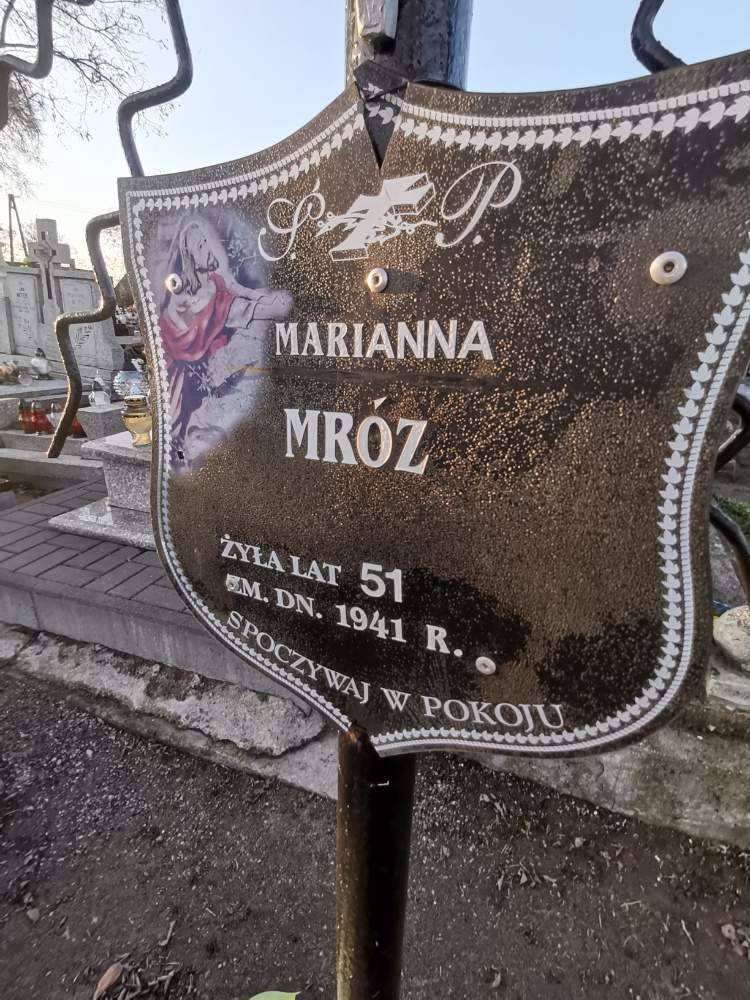 Ś. P.
MARIANNA
MRÓZ
ŻYŁA LAT 51
ZM. DN. 1941 R.
SPOCZYWAJ W POKOJU